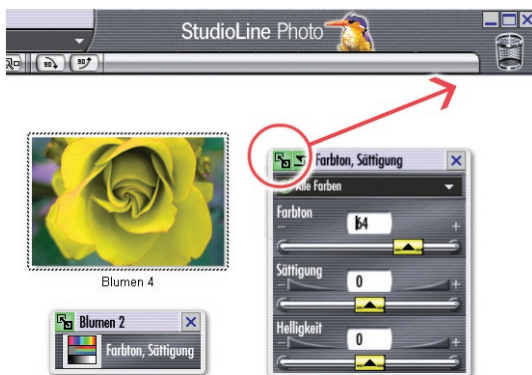 StudioLine Photo
90 90
Farbton, Sättigung
Alle Farben
Farbton
64
Sättigung
0
Helligkeit
0
Blumen 4
Blumen 2
Farbton, Sättigung